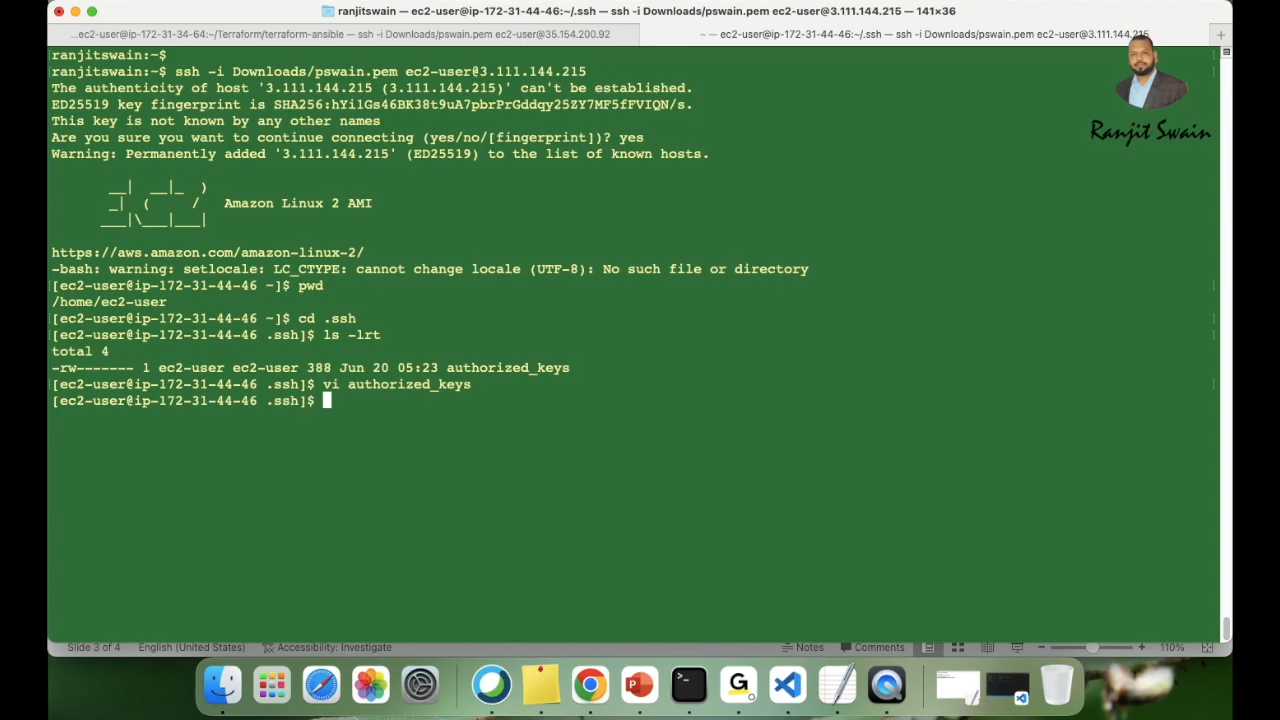 ranjitswain — ec2-user@ip-172-31-44-46:~/.ssh — ssh -i Downloads/pswain.pem ec2-user@3.111.144.215 — 141×36
...ec2-user@ip-172-31-34-64:~/Terraform/terraform-ansible — ssh -i Downloads/pswain.pem ec2-user@35.154.200.92
~ — ec2-user@ip-172-31-44-46:~/.ssh — ssh -i Downloads/pswain.pem ec2-user@3.111.144.215
ranjitswain:~$
ranjitswain:~$ ssh -i Downloads/pswain.pem ec2-user@3.111.144.215
The authenticity of host '3.111.144.215 (3.111.144.215)' can't be established.
ED25519 key fingerprint is SHA256:hYilGs46BK38t9uA7pbrPrGddqy25ZY7MF5fFVIQN/s.
This key is not known by any other names
Are you sure you want to continue connecting (yes/no/[fingerprint])? yes
Warning: Permanently added '3.111.144.215' (ED25519) to the list of known hosts.
Ranjit Swain
       __|  __|_  )
       _|  (     /   Amazon Linux 2 AMI
      ___|\___|___|
https://aws.amazon.com/amazon-linux-2/
-bash: warning: setlocale: LC_CTYPE: cannot change locale (UTF-8): No such file or directory
[ec2-user@ip-172-31-44-46 ~]$ pwd
/home/ec2-user
[ec2-user@ip-172-31-44-46 ~]$ cd .ssh
[ec2-user@ip-172-31-44-46 .ssh]$ ls -lrt
total 4
-rw------- 1 ec2-user ec2-user 388 Jun 20 05:23 authorized_keys
[ec2-user@ip-172-31-44-46 .ssh]$ vi authorized_keys
[ec2-user@ip-172-31-44-46 .ssh]$
Slide 3 of 4 English (United States) Accessibility: Investigate Notes Comments 110%